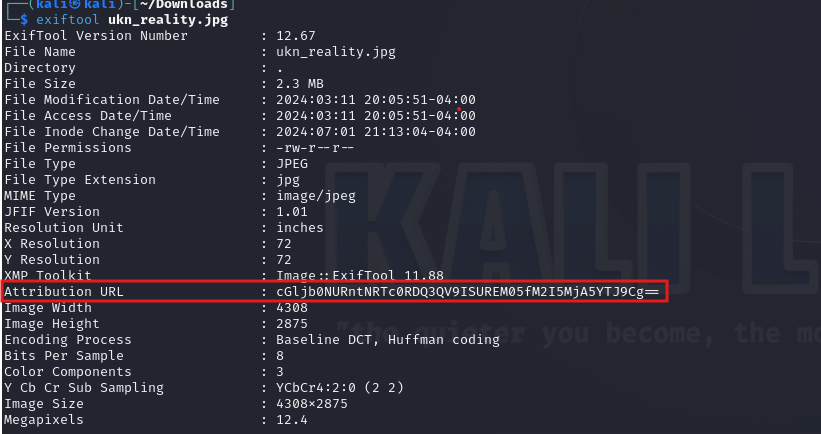 ┌──(kali㉿kali)-[~/Downloads]
└─$ exiftool ukn_reality.jpg
ExifTool Version Number : 12.67
File Name : ukn_reality.jpg
Directory : .
File Size : 2.3 MB
File Modification Date/Time : 2024:03:11 20:05:51-04:00
File Access Date/Time : 2024:03:11 20:05:51-04:00
File Inode Change Date/Time : 2024:07:01 21:13:04-04:00
File Permissions : -rw-r--r--
File Type : JPEG
File Type Extension : jpg
MIME Type : image/jpeg
JFIF Version : 1.01
Resolution Unit : inches
X Resolution : 72
Y Resolution : 72
XMP Toolkit : Image::ExifTool 11.88
Attribution URL : cGljb0NURntNRTc0RDQ3QV9ISUREM05fM2I5MjA5YTJ9Cg==
Image Width : 4308
Image Height : 2875
Encoding Process : Baseline DCT, Huffman coding
Bits Per Sample : 8
Color Components : 3
Y Cb Cr Sub Sampling : YCbCr4:2:0 (2 2)
Image Size : 4308×2875
Megapixels : 12.4
KALI L
"the quieter you become, the mo